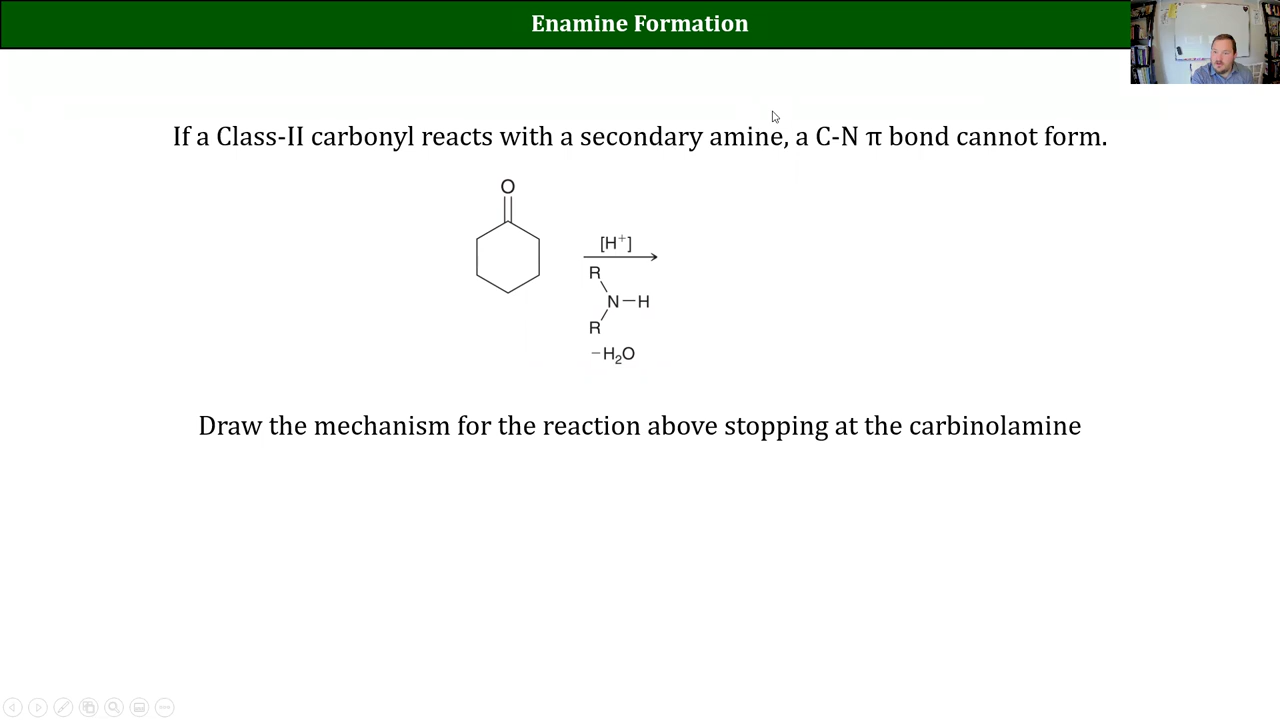 Enamine Formation
If a Class-II carbonyl reacts with a secondary amine, a C-N π bond cannot form.
O
[H⁺]
R
N–H
R
–H₂O
Draw the mechanism for the reaction above stopping at the carbinolamine